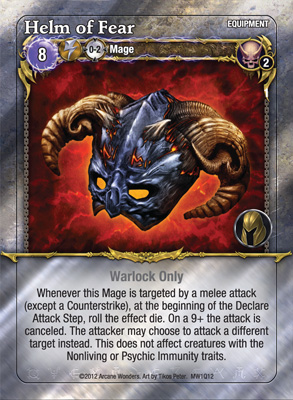 Helm of Fear
EQUIPMENT
8
0-2
Mage
2
Warlock Only
Whenever this Mage is targeted by a melee attack
(except a Counterstrike), at the beginning of the Declare
Attack Step, roll the effect die. On a 9+ the attack is
canceled. The attacker may choose to attack a different
target instead. This does not affect creatures with the
Nonliving or Psychic Immunity traits.
©2012 Arcane Wonders. Art by Tikos Peter. MW1Q12